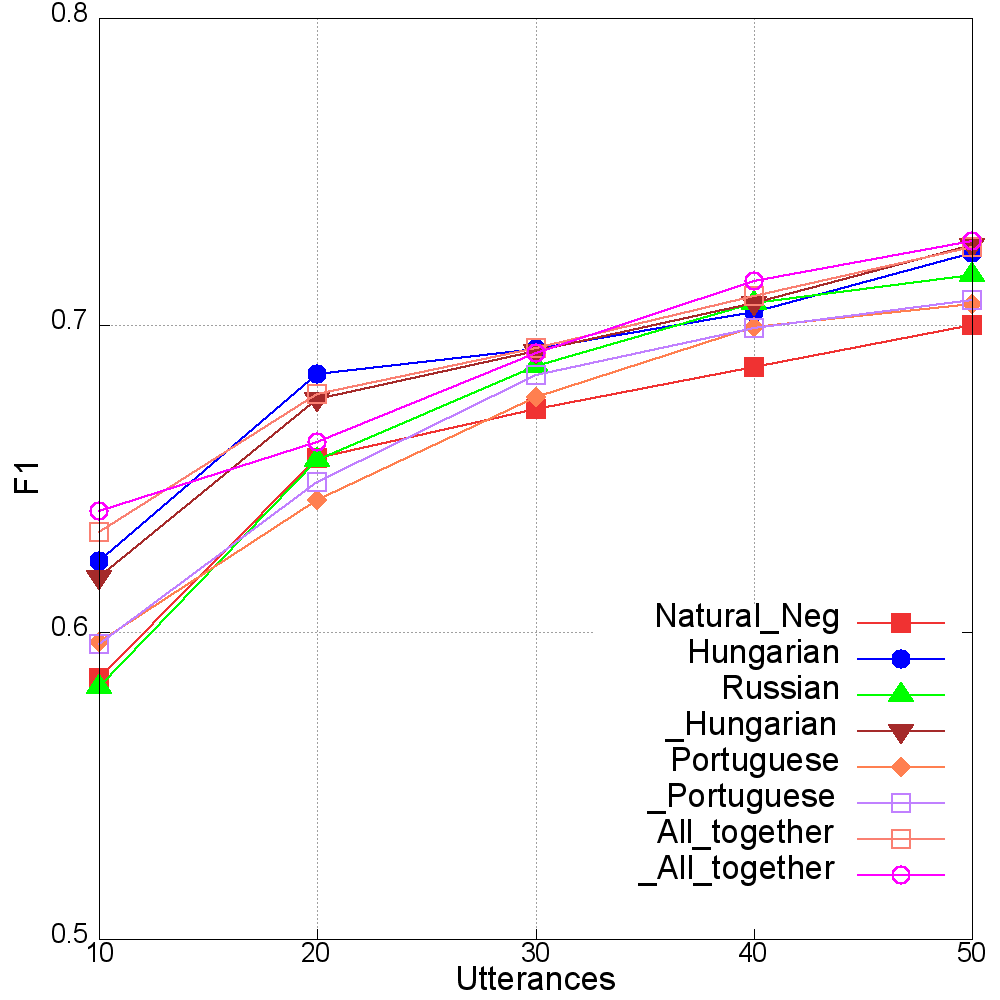 0.8
0.7
0.6
0.5
F1
Natural_Neg
Hungarian
Russian
_Hungarian
Portuguese
_Portuguese
All_together
_All_together
10 20 30 40 50
Utterances